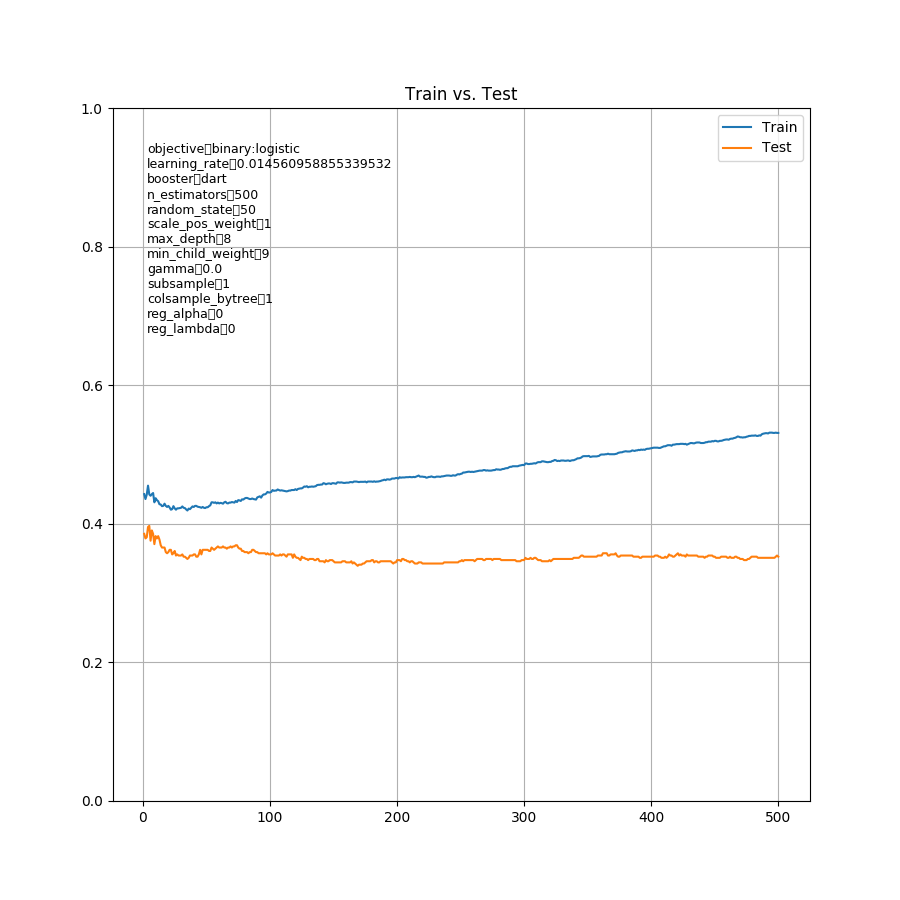 Train vs. Test
1.0
0.8
0.6
0.4
0.2
0.0
objective▯binary:logistic
learning_rate▯0.014560958855339532
booster▯dart
n_estimators▯500
random_state▯50
scale_pos_weight▯1
max_depth▯8
min_child_weight▯9
gamma▯0.0
subsample▯1
colsample_bytree▯1
reg_alpha▯0
reg_lambda▯0
Train
Test
0
100
200
300
400
500